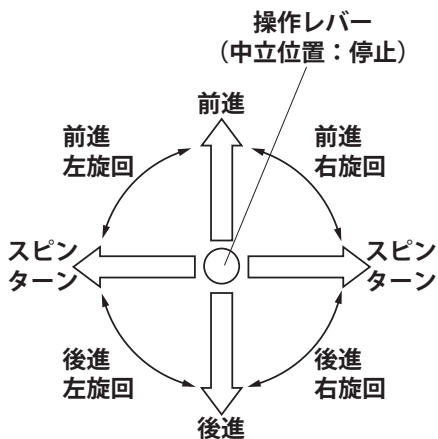 操作レバー
（中立位置：停止）
前進
前進
左旋回
前進
右旋回
スピン
ターン
スピン
ターン
後進
左旋回
後進
右旋回
後進